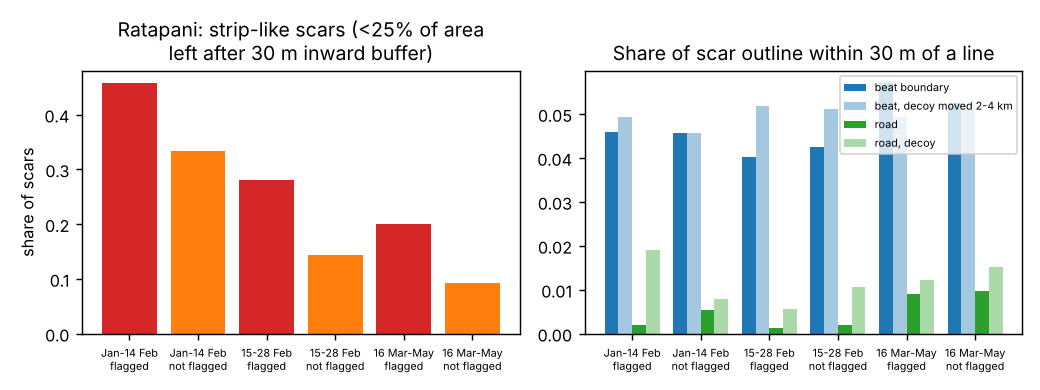 Ratapani: strip-like scars (<25% of area
left after 30 m inward buffer)
share of scars
0.4
0.3
0.2
0.1
0.0
Jan-14 Feb
flagged
Jan-14 Feb
not flagged
15-28 Feb
flagged
15-28 Feb
not flagged
16 Mar-May
flagged
16 Mar-May
not flagged
Share of scar outline within 30 m of a line
beat boundary
beat, decoy moved 2-4 km
road
road, decoy
0.05
0.04
0.03
0.02
0.01
0.00
Jan-14 Feb
flagged
Jan-14 Feb
not flagged
15-28 Feb
flagged
15-28 Feb
not flagged
16 Mar-May
flagged
16 Mar-May
not flagged